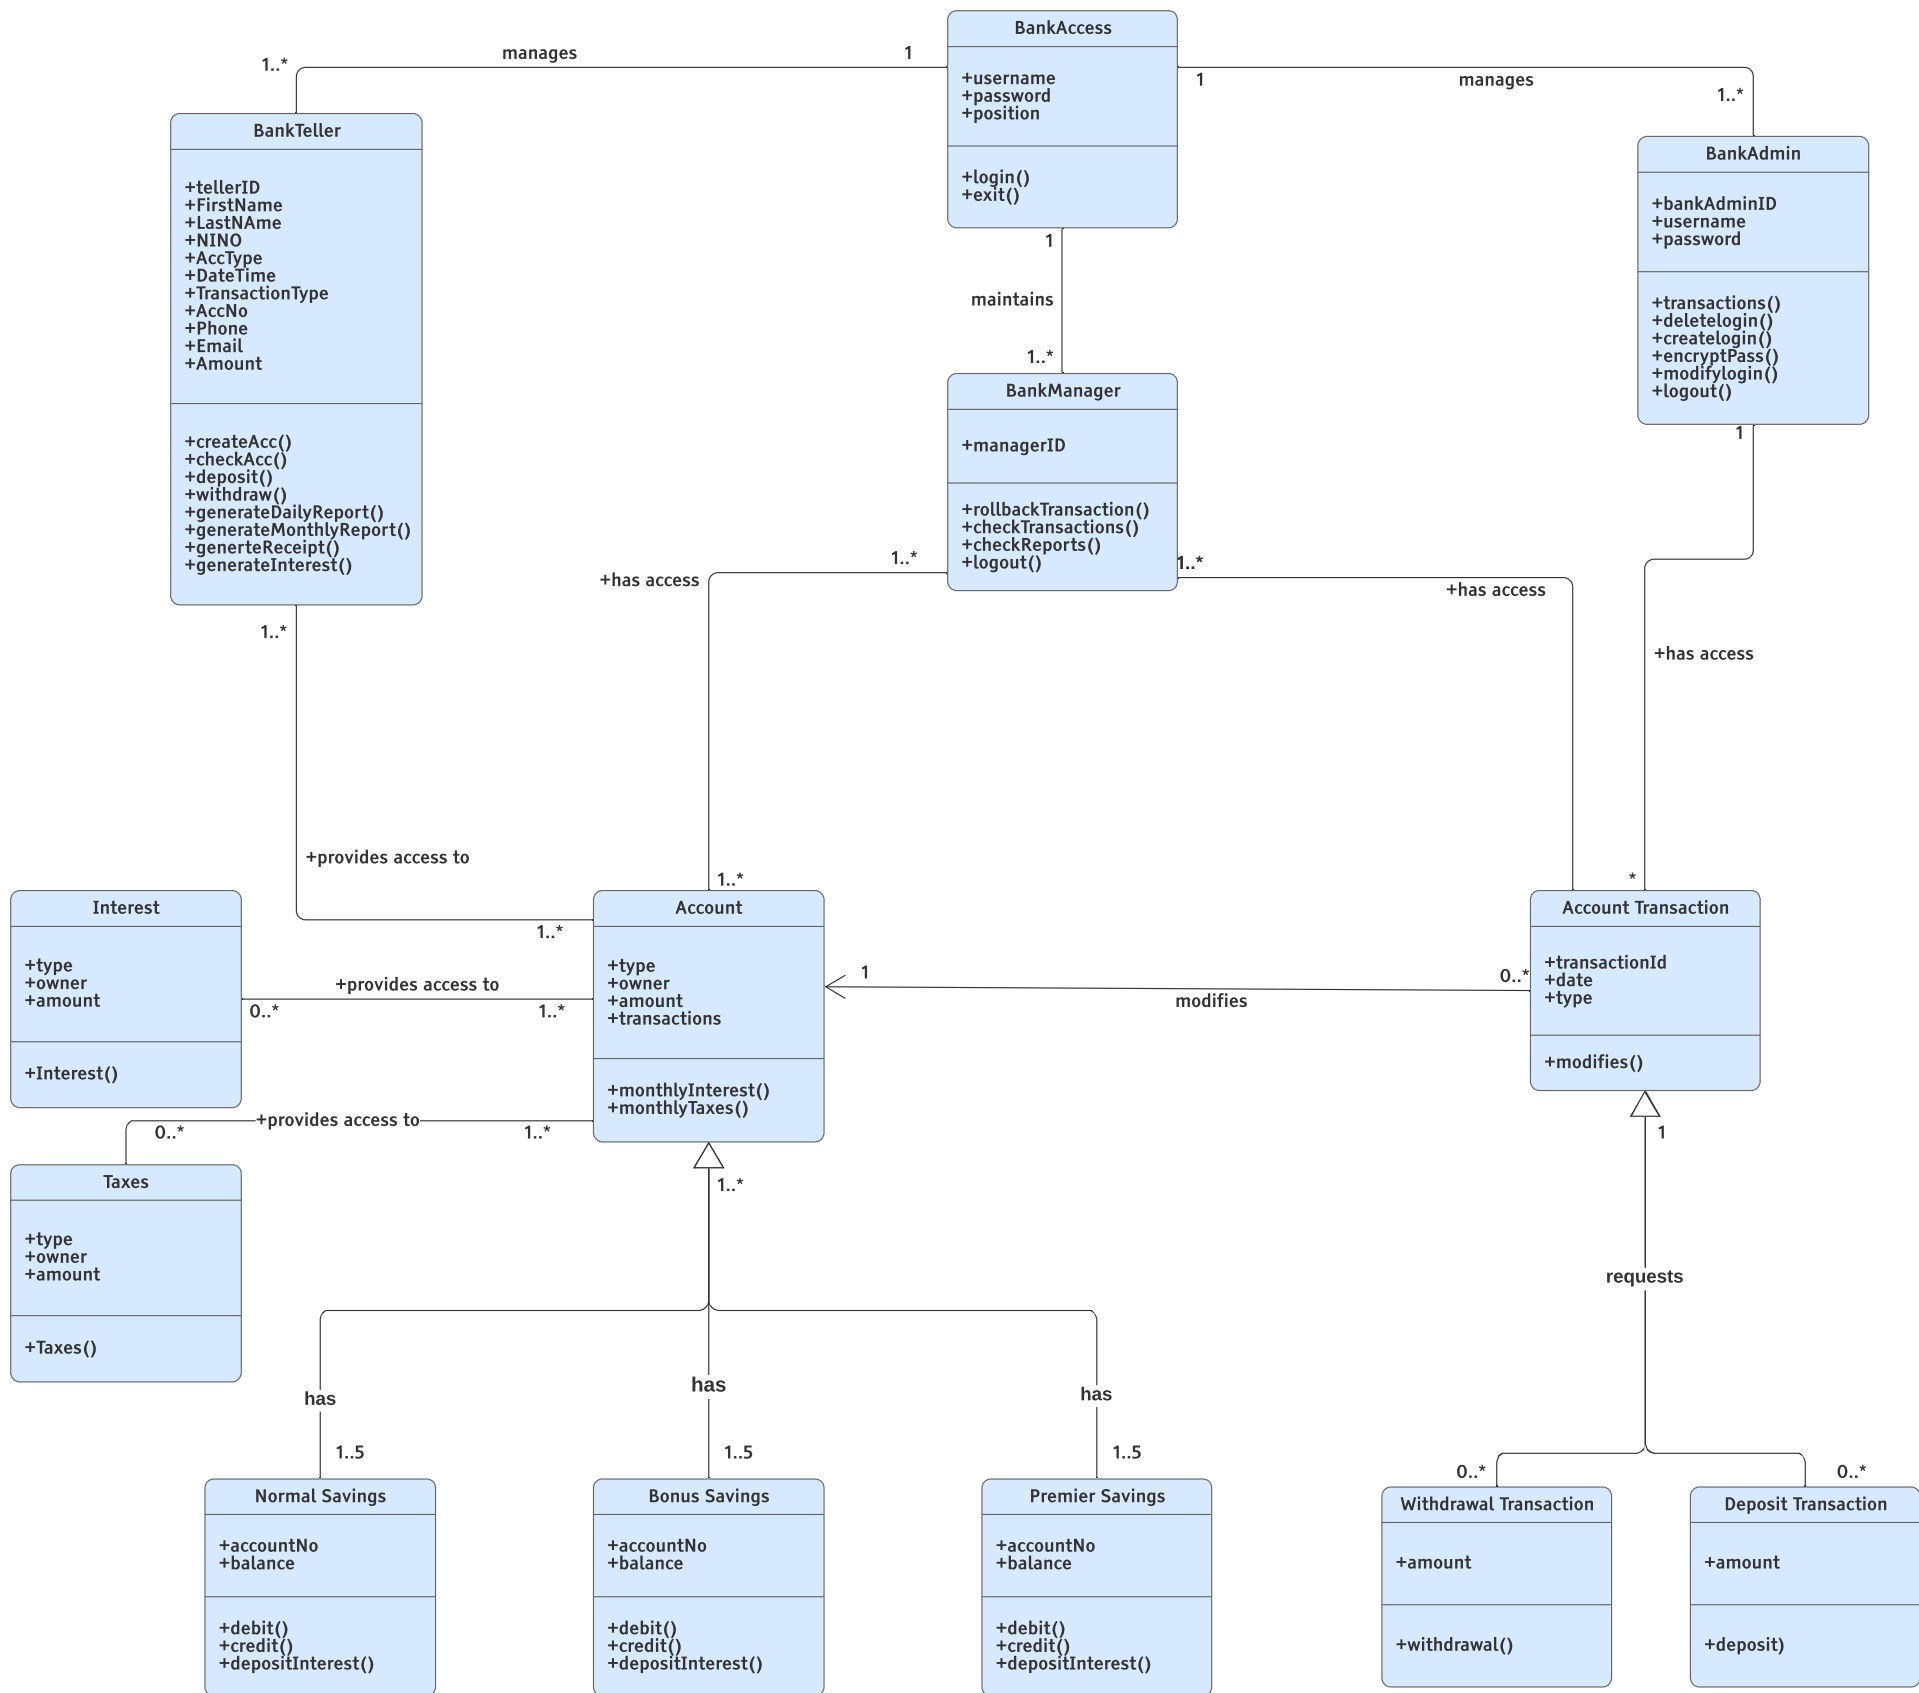 BankAccess
+username
+password
+position
+login()
+exit()
manages
1
1..*
1
manages
1..*
BankTeller
+tellerID
+FirstName
+LastNAme
+NINO
+AccType
+DateTime
+TransactionType
+AccNo
+Phone
+Email
+Amount
+createAcc()
+checkAcc()
+deposit()
+withdraw()
+generateDailyReport()
+generateMonthlyReport()
+generteReceipt()
+generateInterest()
BankAdmin
+bankAdminID
+username
+password
+transactions()
+deletelogin()
+createlogin()
+encryptPass()
+modifylogin()
+logout()
1
maintains
1..*
BankManager
+managerID
+rollbackTransaction()
+checkTransactions()
+checkReports()
+logout()
1
1..*
+has access
1..*
+has access
1..*
+has access
+provides access to
1..*
1..*
*
Interest
+type
+owner
+amount
+Interest()
+provides access to
0..*
1..*
Account
+type
+owner
+amount
+transactions
+monthlyInterest()
+monthlyTaxes()
1
0..*
modifies
Account Transaction
+transactionId
+date
+type
+modifies()
+provides access to
0..*
1..*
Taxes
+type
+owner
+amount
+Taxes()
1..*
1
requests
has
has
has
1..5
1..5
1..5
0..*
0..*
Normal Savings
+accountNo
+balance
+debit()
+credit()
+depositInterest()
Bonus Savings
+accountNo
+balance
+debit()
+credit()
+depositInterest()
Premier Savings
+accountNo
+balance
+debit()
+credit()
+depositInterest()
Withdrawal Transaction
+amount
+withdrawal()
Deposit Transaction
+amount
+deposit)